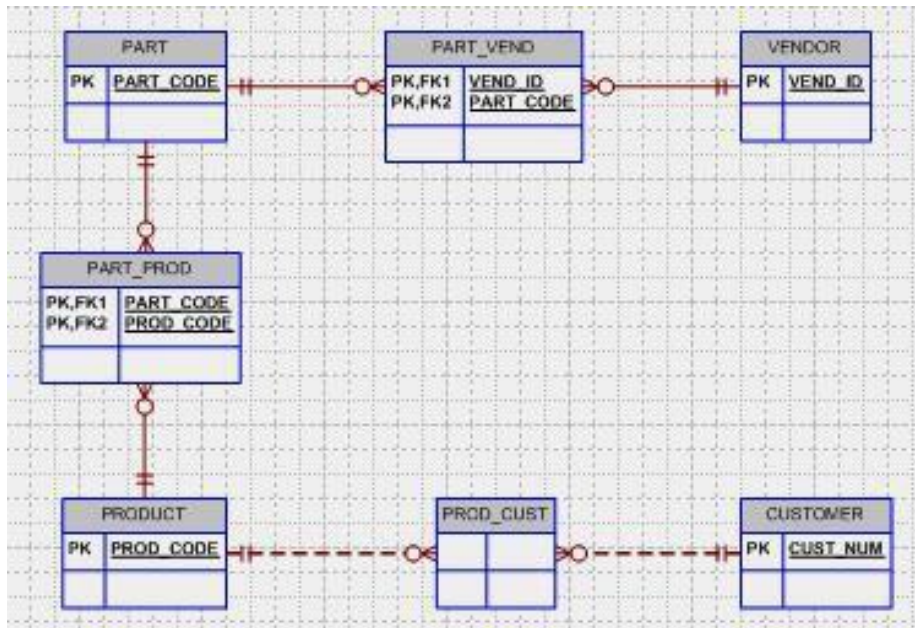 PART
PK PART_CODE
PART_VEND
PK,FK1 VEND_ID
PK,FK2 PART_CODE
VENDOR
PK VEND_ID
PART_PROD
PK,FK1 PART_CODE
PK,FK2 PROD_CODE
PRODUCT
PK PROD_CODE
PROD_CUST
CUSTOMER
PK CUST_NUM